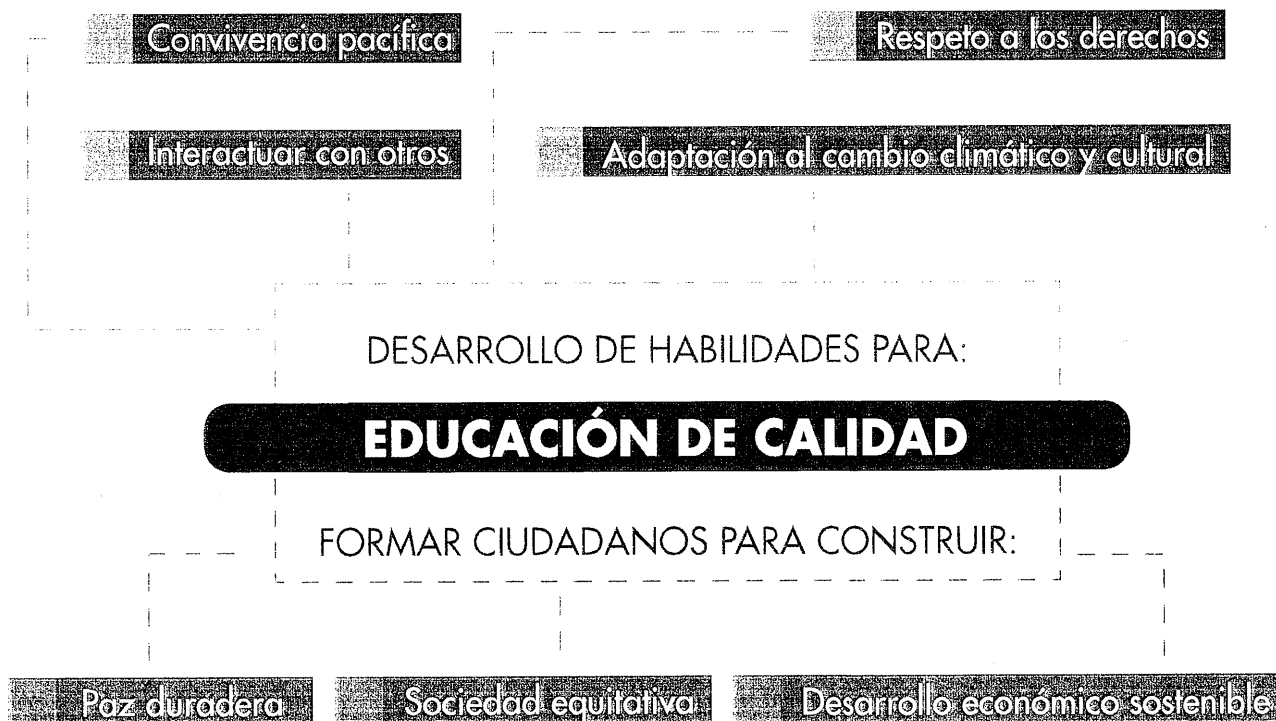 Convivencia pacífica
Respeto a los derechos
Interactuar con otros
Adaptación al cambio climático y cultural
DESARROLLO DE HABILIDADES PARA:
EDUCACIÓN DE CALIDAD
FORMAR CIUDADANOS PARA CONSTRUIR:
Paz duradera
Sociedad equitativa
Desarrollo económico sostenible